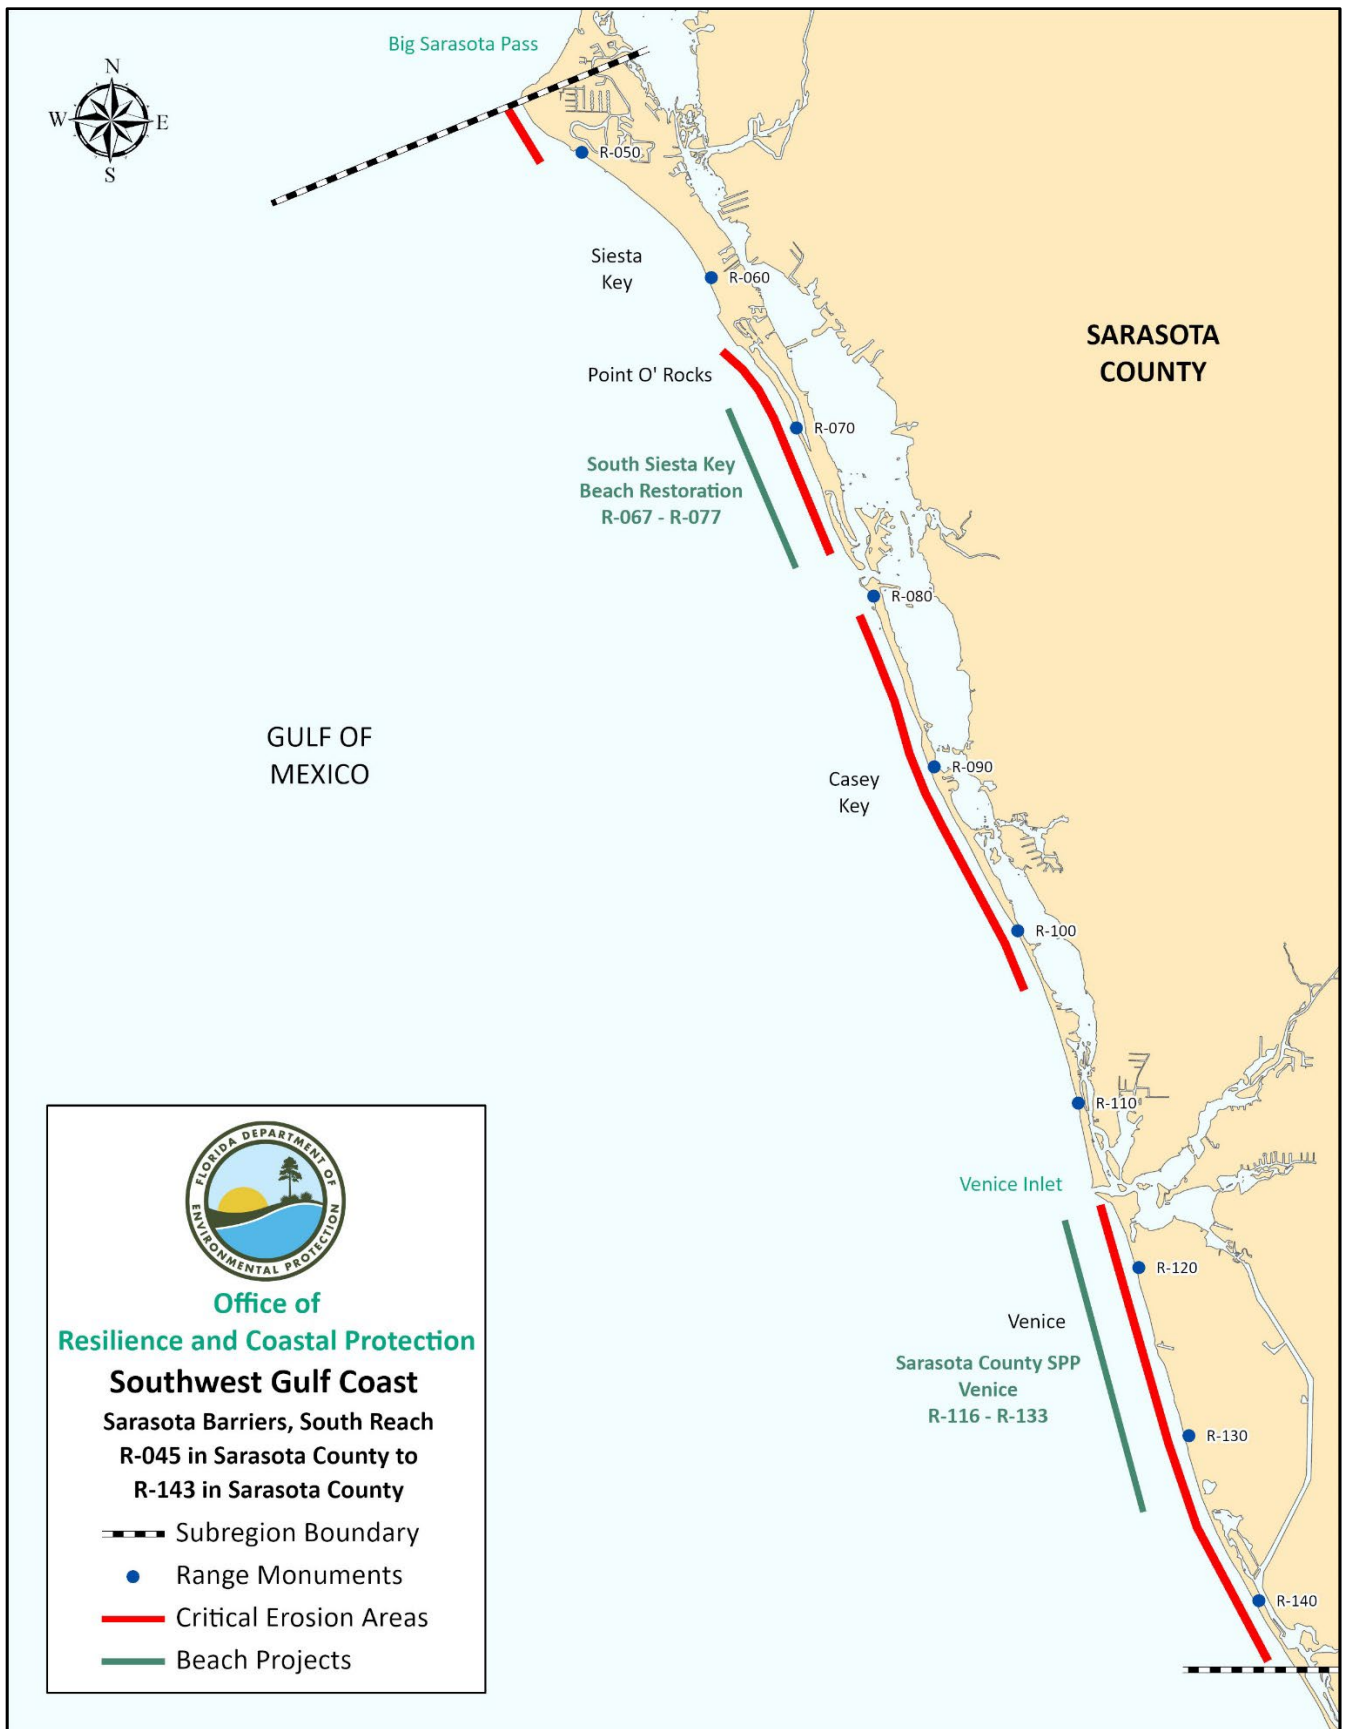 Big Sarasota Pass
N
W
E
S
R-050
Siesta
Key
R-060
SARASOTA
COUNTY
Point O' Rocks
R-070
South Siesta Key
Beach Restoration
R-067 - R-077
R-080
GULF OF
MEXICO
R-090
Casey
Key
R-100
R-110
Venice Inlet
R-120
Venice
Sarasota County SPP
Venice
R-116 - R-133
R-130
R-140
FLORIDA DEPARTMENT OF
ENVIRONMENTAL PROTECTION
Office of
Resilience and Coastal Protection
Southwest Gulf Coast
Sarasota Barriers, South Reach
R-045 in Sarasota County to
R-143 in Sarasota County
Subregion Boundary
Range Monuments
Critical Erosion Areas
Beach Projects